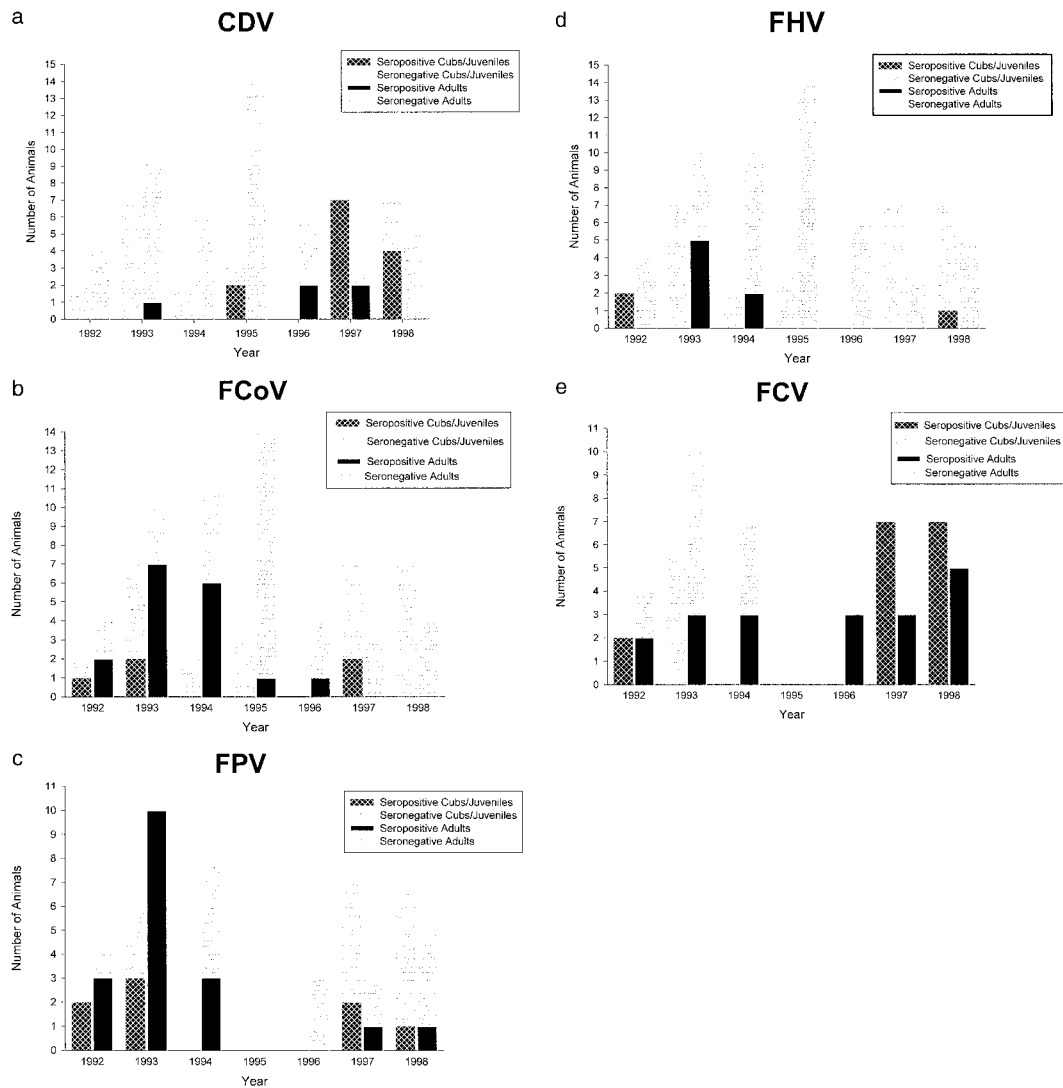 a
CDV
Seropositive Cubs/Juveniles
Seronegative Cubs/Juveniles
Seropositive Adults
Seronegative Adults
15
14
13
12
11
10
9
8
7
6
5
4
3
2
1
0
Number of Animals
1992 1993 1994 1995 1996 1997 1998
Year
b
FCoV
Seropositive Cubs/Juveniles
Seronegative Cubs/Juveniles
Seropositive Adults
Seronegative Adults
14
13
12
11
10
9
8
7
6
5
4
3
2
1
0
Number of Animals
1992 1993 1994 1995 1996 1997 1998
Year
c
FPV
Seropositive Cubs/Juveniles
Seronegative Cubs/Juveniles
Seropositive Adults
Seronegative Adults
11
10
9
8
7
6
5
4
3
2
1
0
Number of Animals
1992 1993 1994 1995 1996 1997 1998
Year
d
FHV
Seropositive Cubs/Juveniles
Seronegative Cubs/Juveniles
Seropositive Adults
Seronegative Adults
15
14
13
12
11
10
9
8
7
6
5
4
3
2
1
0
Number of Animals
1992 1993 1994 1995 1996 1997 1998
Year
e
FCV
Seropositive Cubs/Juveniles
Seronegative Cubs/Juveniles
Seropositive Adults
Seronegative Adults
11
10
9
8
7
6
5
4
3
2
1
0
Number of Animals
1992 1993 1994 1995 1996 1997 1998
Year